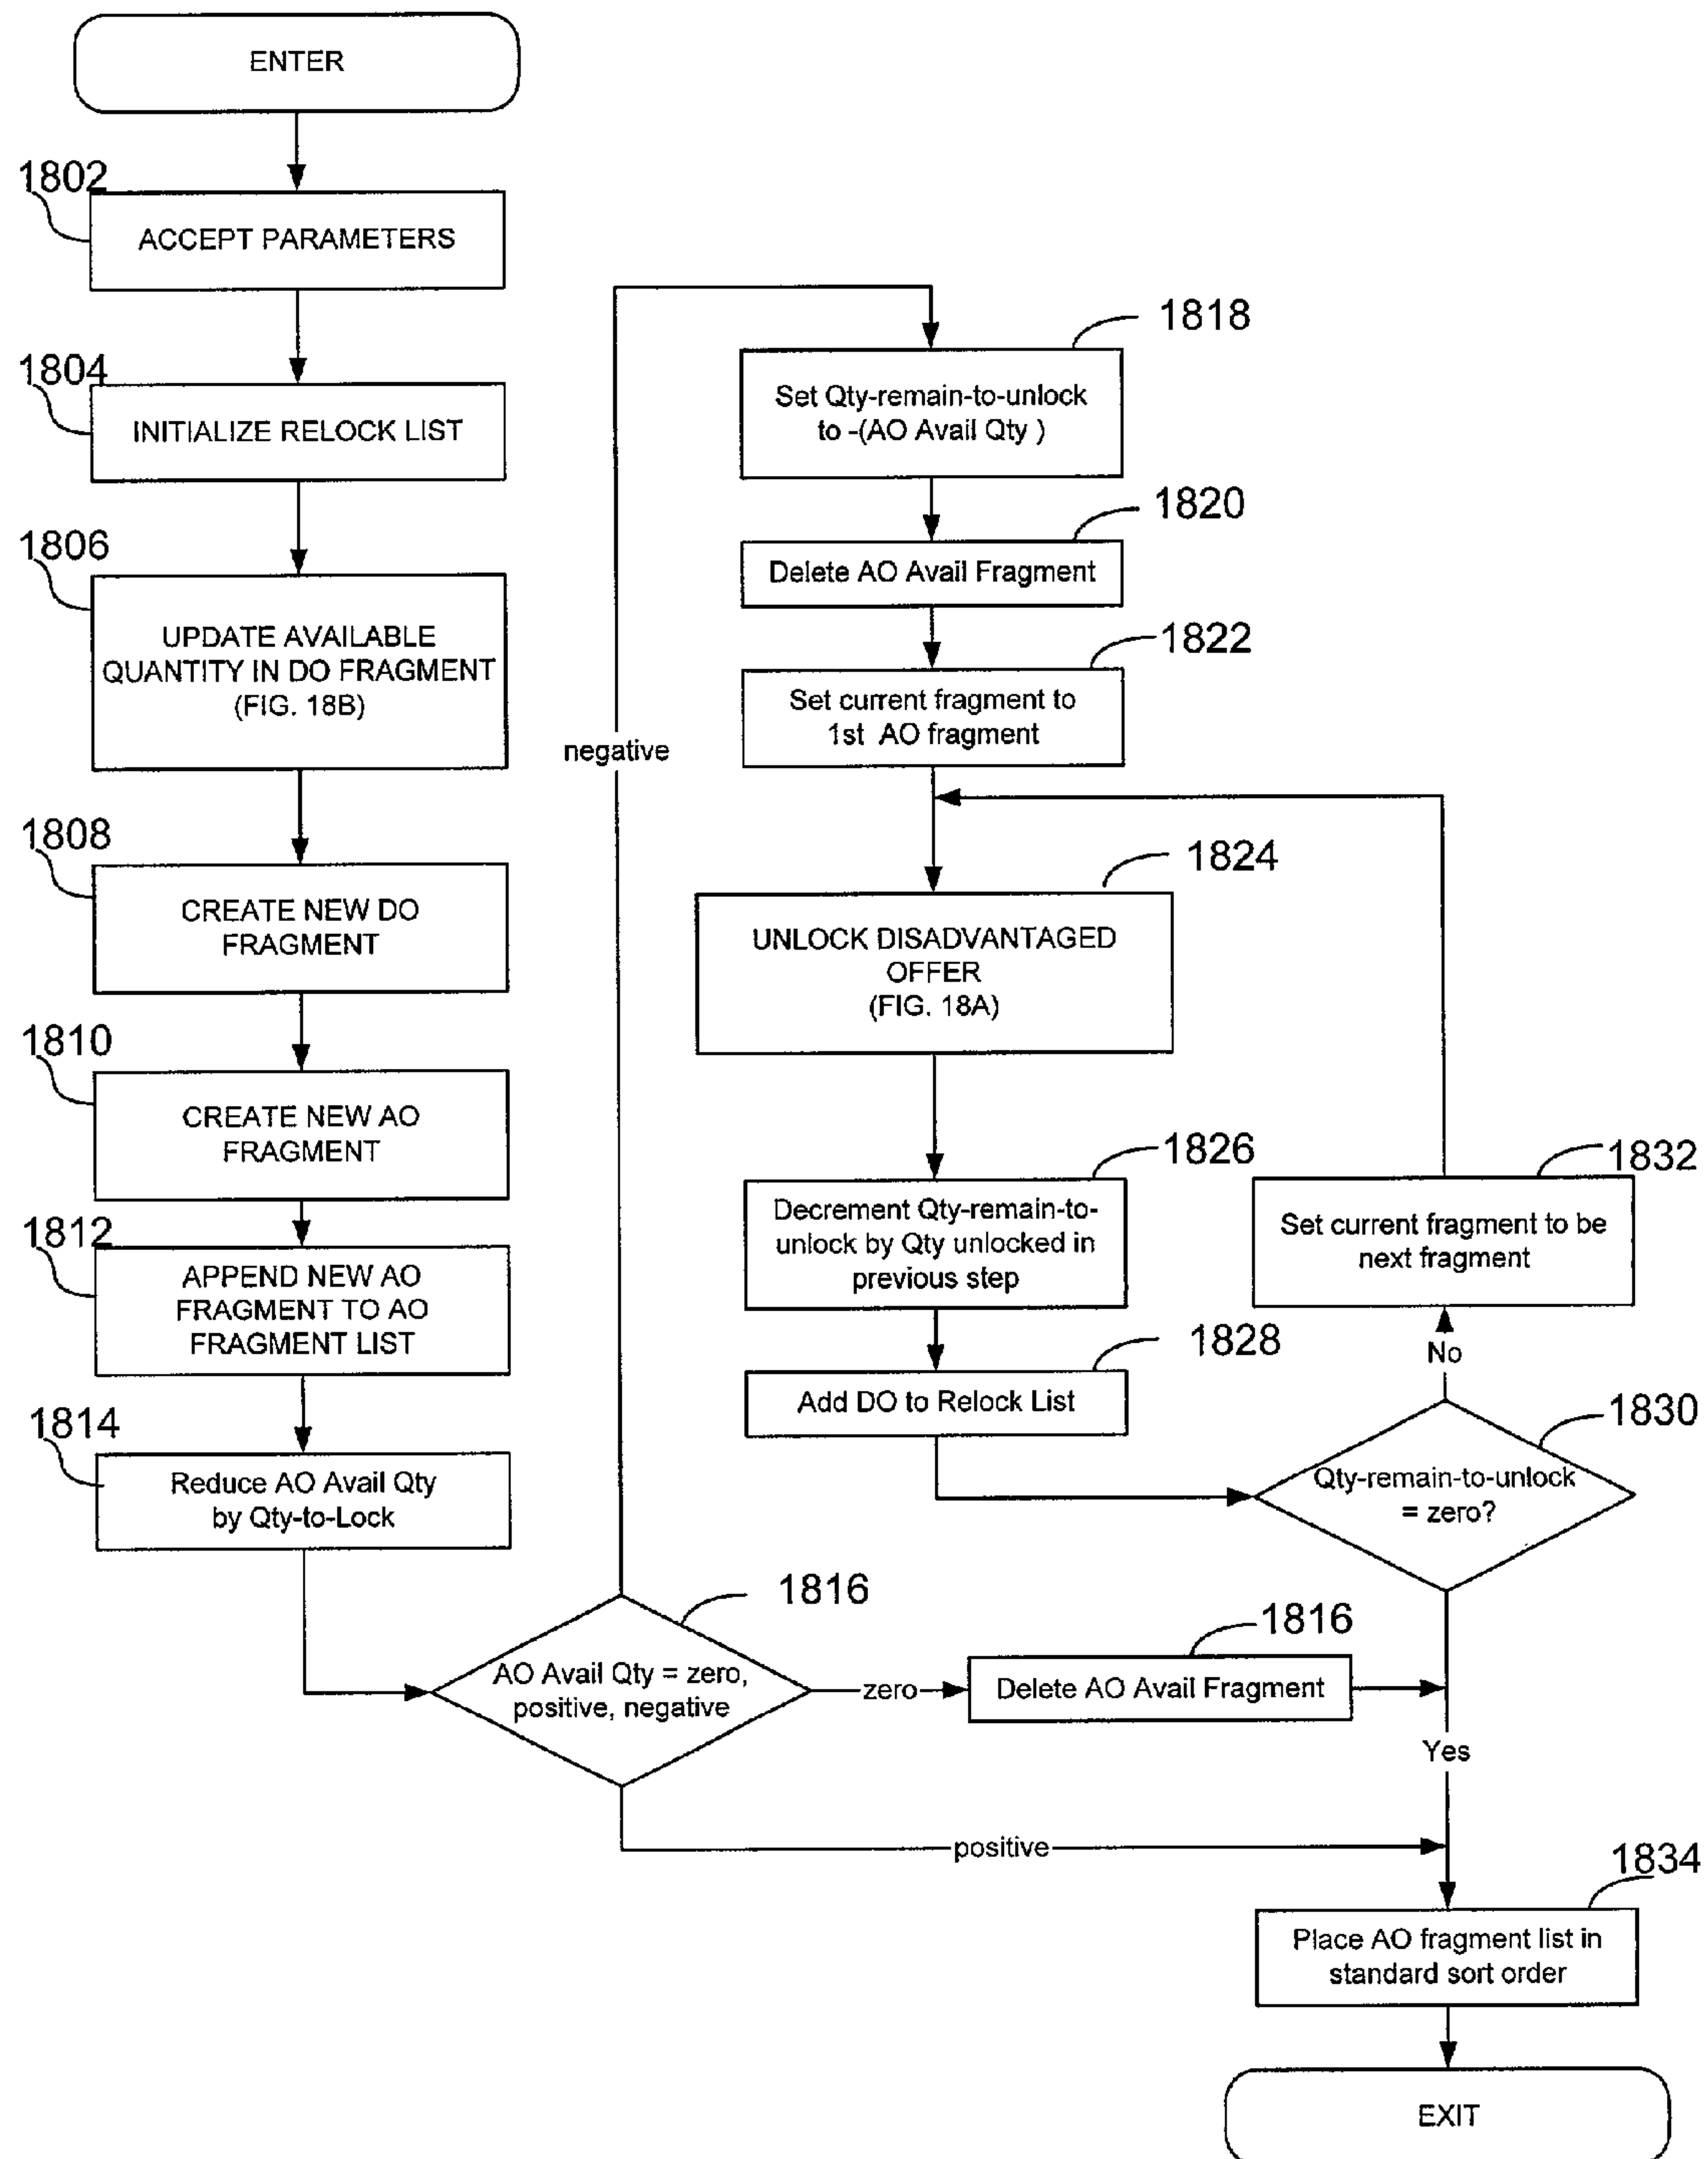 ENTER
1802
ACCEPT PARAMETERS
1804
INITIALIZE RELOCK LIST
1806
UPDATE AVAILABLE
QUANTITY IN DO FRAGMENT
(FIG. 18B)
1808
CREATE NEW DO
FRAGMENT
1810
CREATE NEW AO
FRAGMENT
1812
APPEND NEW AO
FRAGMENT TO AO
FRAGMENT LIST
1814
Reduce AO Avail Qty
by Qty-to-Lock
1816
AO Avail Qty = zero,
positive, negative
negative
1818
Set Qty-remain-to-unlock
to -(AO Avail Qty )
1820
Delete AO Avail Fragment
1822
Set current fragment to
1st AO fragment
1824
UNLOCK DISADVANTAGED
OFFER
(FIG. 18A)
1826
Decrement Qty-remain-to-
unlock by Qty unlocked in
previous step
1828
Add DO to Relock List
1830
Qty-remain-to-unlock
= zero?
No
1832
Set current fragment to be
next fragment
zero
1816
Delete AO Avail Fragment
Yes
positive
1834
Place AO fragment list in
standard sort order
EXIT